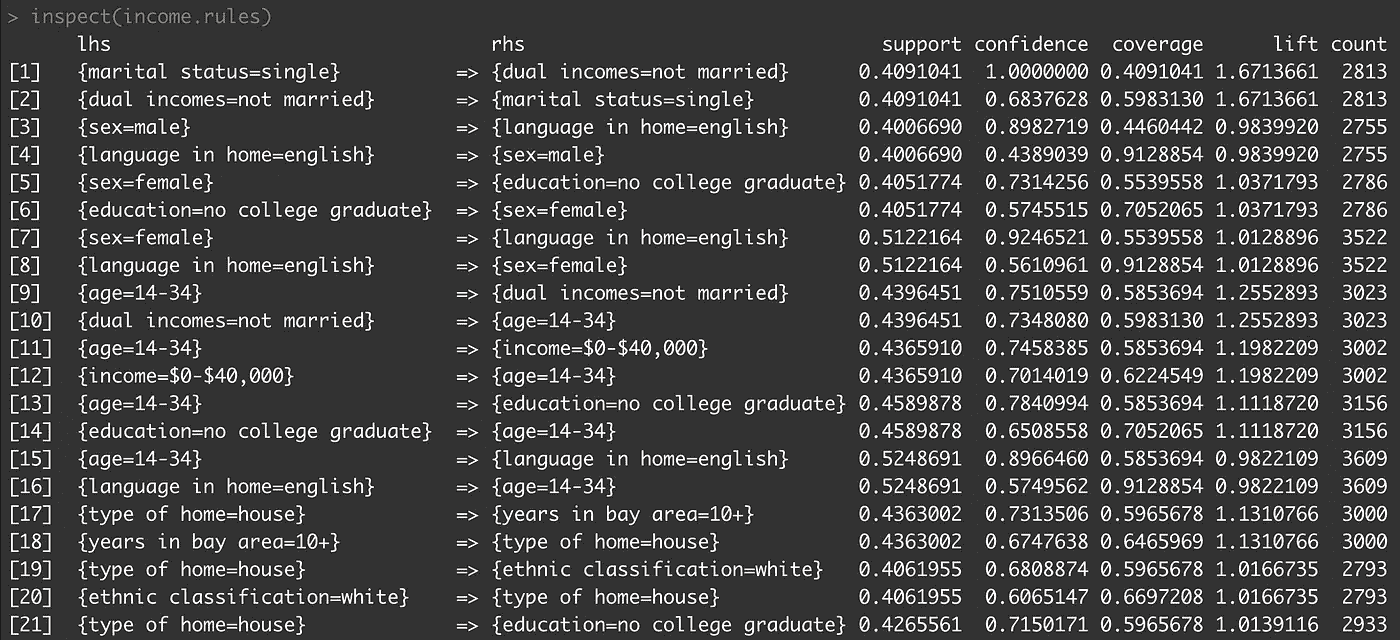 > inspect(income.rules)
lhs rhs support confidence coverage lift count
[1] {marital status=single} => {dual incomes=not married} 0.4091041 1.0000000 0.4091041 1.6713661 2813
[2] {dual incomes=not married} => {marital status=single} 0.4091041 0.6837628 0.5983130 1.6713661 2813
[3] {sex=male} => {language in home=english} 0.4006690 0.8982719 0.4460442 0.9839920 2755
[4] {language in home=english} => {sex=male} 0.4006690 0.4389039 0.9128854 0.9839920 2755
[5] {sex=female} => {education=no college graduate} 0.4051774 0.7314256 0.5539558 1.0371793 2786
[6] {education=no college graduate} => {sex=female} 0.4051774 0.5745515 0.7052065 1.0371793 2786
[7] {sex=female} => {language in home=english} 0.5122164 0.9246521 0.5539558 1.0128896 3522
[8] {language in home=english} => {sex=female} 0.5122164 0.5610961 0.9128854 1.0128896 3522
[9] {age=14-34} => {dual incomes=not married} 0.4396451 0.7510559 0.5853694 1.2552893 3023
[10] {dual incomes=not married} => {age=14-34} 0.4396451 0.7348080 0.5983130 1.2552893 3023
[11] {age=14-34} => {income=$0-$40,000} 0.4365910 0.7458385 0.5853694 1.1982209 3002
[12] {income=$0-$40,000} => {age=14-34} 0.4365910 0.7014019 0.6224549 1.1982209 3002
[13] {age=14-34} => {education=no college graduate} 0.4589878 0.7840994 0.5853694 1.1118720 3156
[14] {education=no college graduate} => {age=14-34} 0.4589878 0.6508558 0.7052065 1.1118720 3156
[15] {age=14-34} => {language in home=english} 0.5248691 0.8966460 0.5853694 0.9822109 3609
[16] {language in home=english} => {age=14-34} 0.5248691 0.5749562 0.9128854 0.9822109 3609
[17] {type of home=house} => {years in bay area=10+} 0.4363002 0.7313506 0.5965678 1.1310766 3000
[18] {years in bay area=10+} => {type of home=house} 0.4363002 0.6747638 0.6465969 1.1310766 3000
[19] {type of home=house} => {ethnic classification=white} 0.4061955 0.6808874 0.5965678 1.0166735 2793
[20] {ethnic classification=white} => {type of home=house} 0.4061955 0.6065147 0.6697208 1.0166735 2793
[21] {type of home=house} => {education=no college graduate} 0.4265561 0.7150171 0.5965678 1.0139116 2933